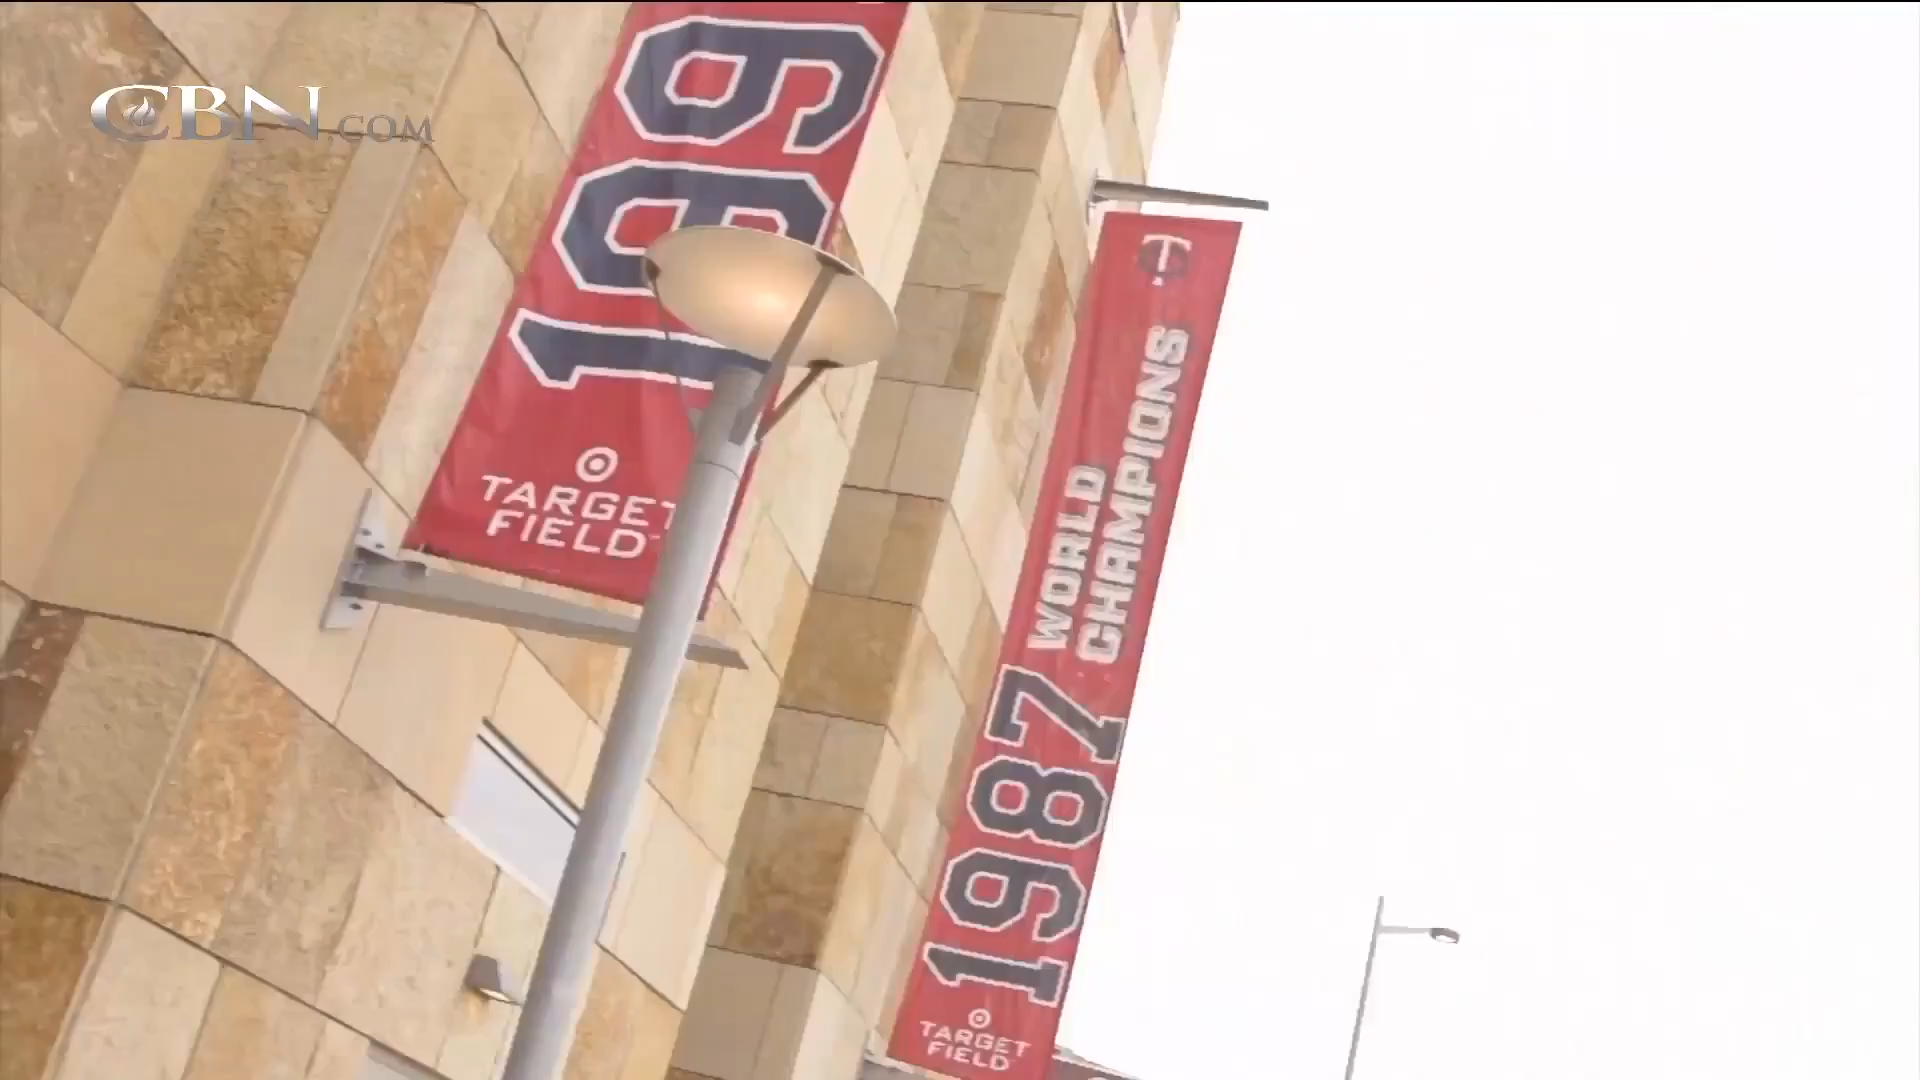 CBN.COM
199
TARGET
FIELD
WORLD
CHAMPIONS
1987
TARGET
FIELD